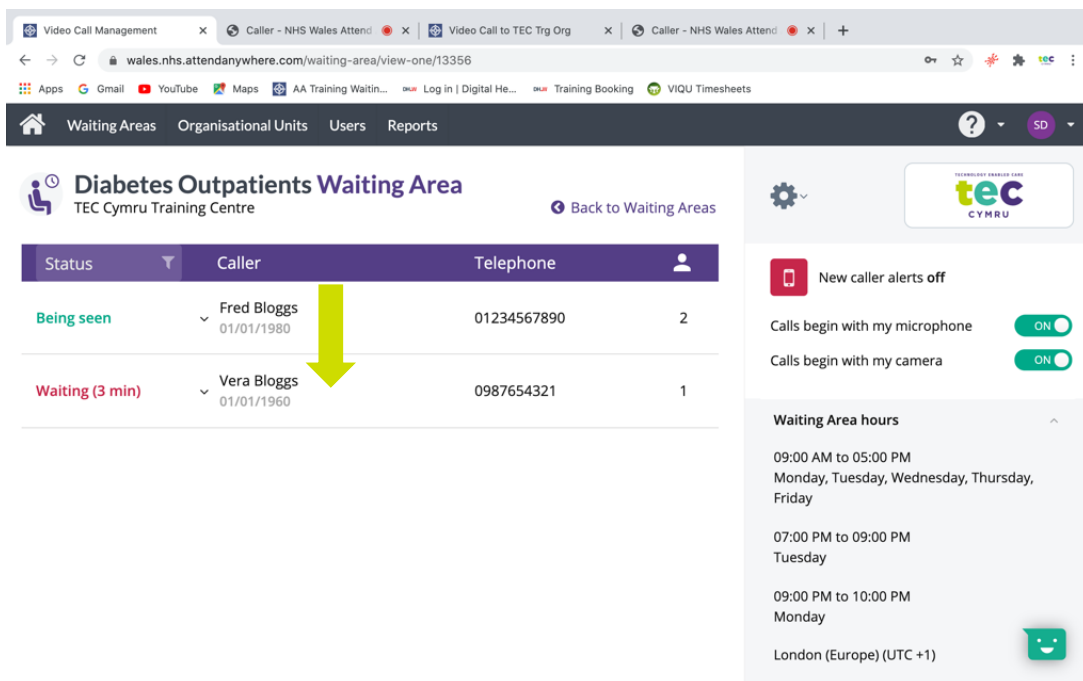 Video Call Management
Caller - NHS Wales Attend
Video Call to TEC Trg Org
Caller - NHS Wales Attend
wales.nhs.attendanywhere.com/waiting-area/view-one/13356
Apps Gmail YouTube Maps AA Training Waitin... Log in | Digital He... Training Booking VIQU Timesheets
Waiting Areas Organisational Units Users Reports ? SD
Diabetes Outpatients Waiting Area
TEC Cymru Training Centre
Back to Waiting Areas
TECHNOLOGY ENABLED CARE
tec
CYMRU
Status Caller Telephone
Being seen Fred Bloggs 01234567890 2
01/01/1980
Waiting (3 min) Vera Bloggs 0987654321 1
01/01/1960
New caller alerts off
Calls begin with my microphone ON
Calls begin with my camera ON
Waiting Area hours
09:00 AM to 05:00 PM
Monday, Tuesday, Wednesday, Thursday,
Friday
07:00 PM to 09:00 PM
Tuesday
09:00 PM to 10:00 PM
Monday
London (Europe) (UTC +1)